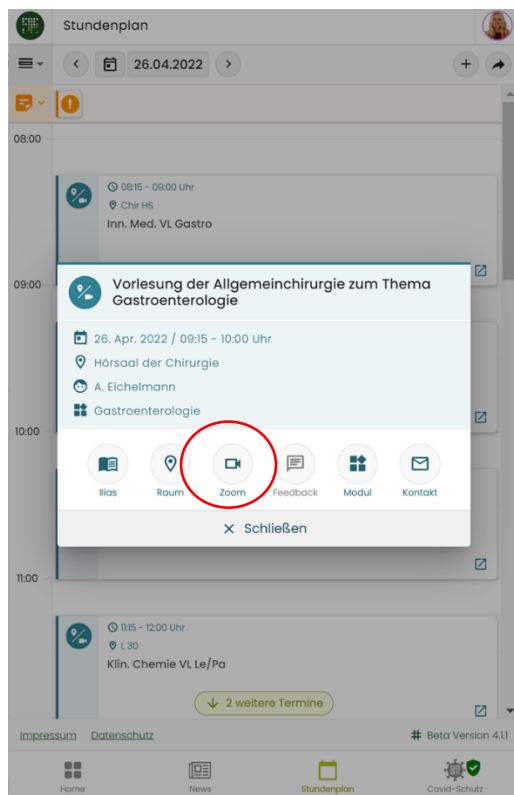 Stundenplan
26.04.2022
08:00
08:15 - 09:00 Uhr
Chir HS
Inn. Med. VL Gastro
09:00
Vorlesung der Allgemeinchirurgie zum Thema
Gastroenterologie
26. Apr. 2022 / 09:15 - 10:00 Uhr
Hörsaal der Chirurgie
A. Eichelmann
Gastroenterologie
10:00
Ilias Raum Zoom Feedback Modul Kontakt
Schließen
11:00
11:15 - 12:00 Uhr
L 30
Klin. Chemie VL Le/Pa
2 weitere Termine
Impressum Datenschutz # Beta Version 4.1.1
Home News Stundenplan Covid-Schutz